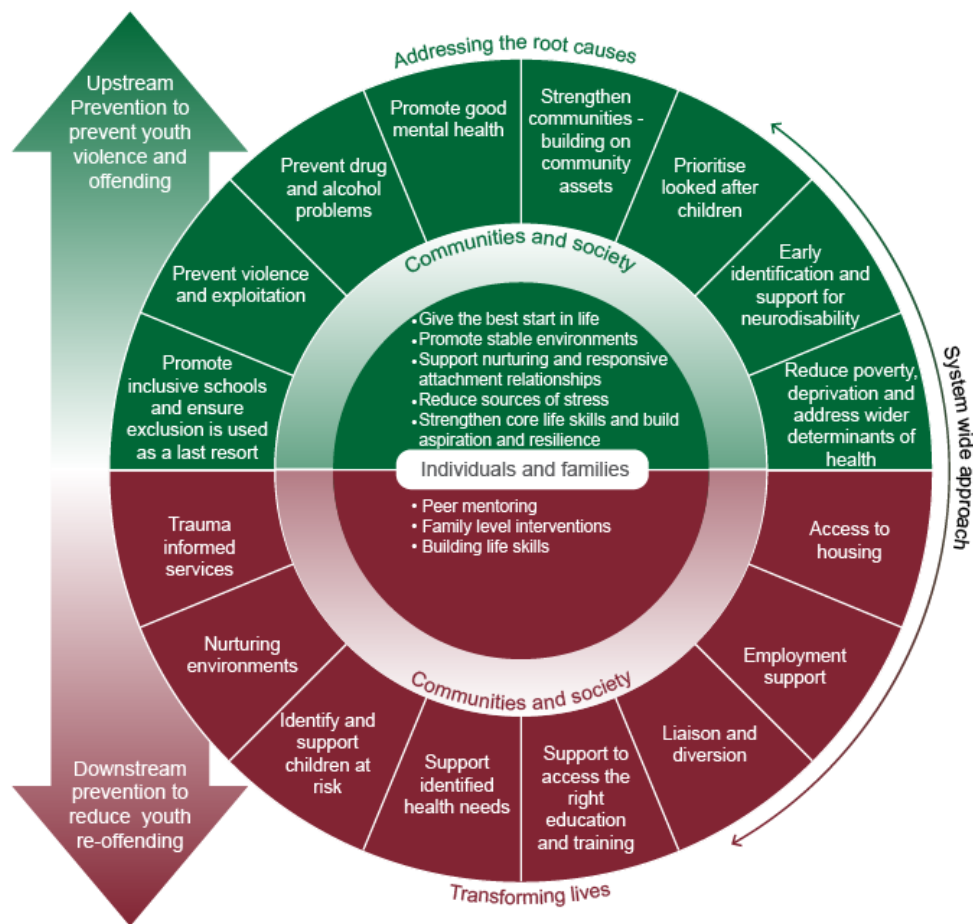 Addressing the root causes
Upstream
Prevention to
prevent youth
violence and
offending
Promote inclusive schools
Promote
inclusive schools
and ensure
exclusion is used
as a last resort
Prevent violence
and exploitation
Prevent drug
and alcohol
problems
Promote good
mental health
Strengthen
communities -
building on
community
assets
Prioritise
looked after
children
Early
identification and
support for
neurodisability
Reduce poverty,
deprivation and
address wider
determinants of
health
System wide approach
Communities and society
•Give the best start in life
•Promote stable environments
•Support nurturing and responsive
attachment relationships
•Reduce sources of stress
•Strengthen core life skills and build
aspiration and resilience
Individuals and families
• Peer mentoring
• Family level interventions
• Building life skills
Communities and society
Trauma
informed
services
Nurturing
environments
Identify and
support
children at
risk
Support
identified
health needs
Support to
access the
right
education
and training
Liaison and
diversion
Employment
support
Access to
housing
Downstream
prevention to
reduce youth
re-offending
Transforming lives